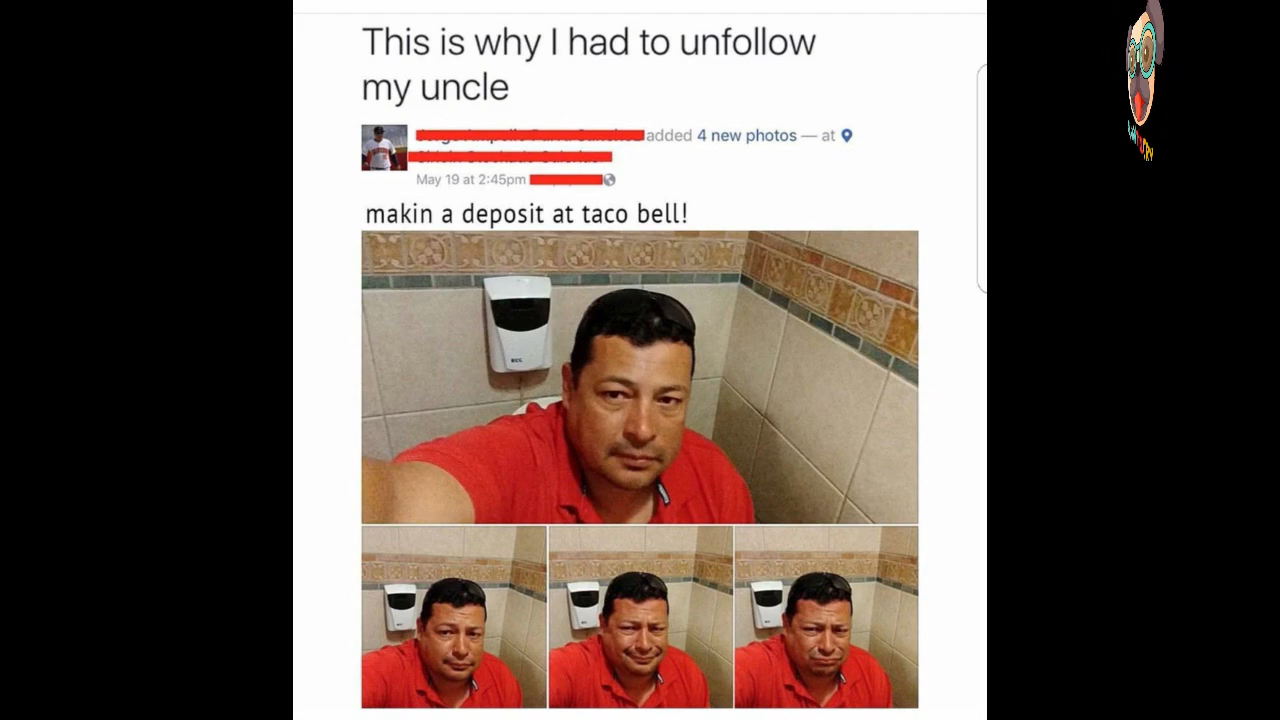 This is why I had to unfollow
my uncle
added 4 new photos — at
May 19 at 2:45pm
makin a deposit at taco bell!